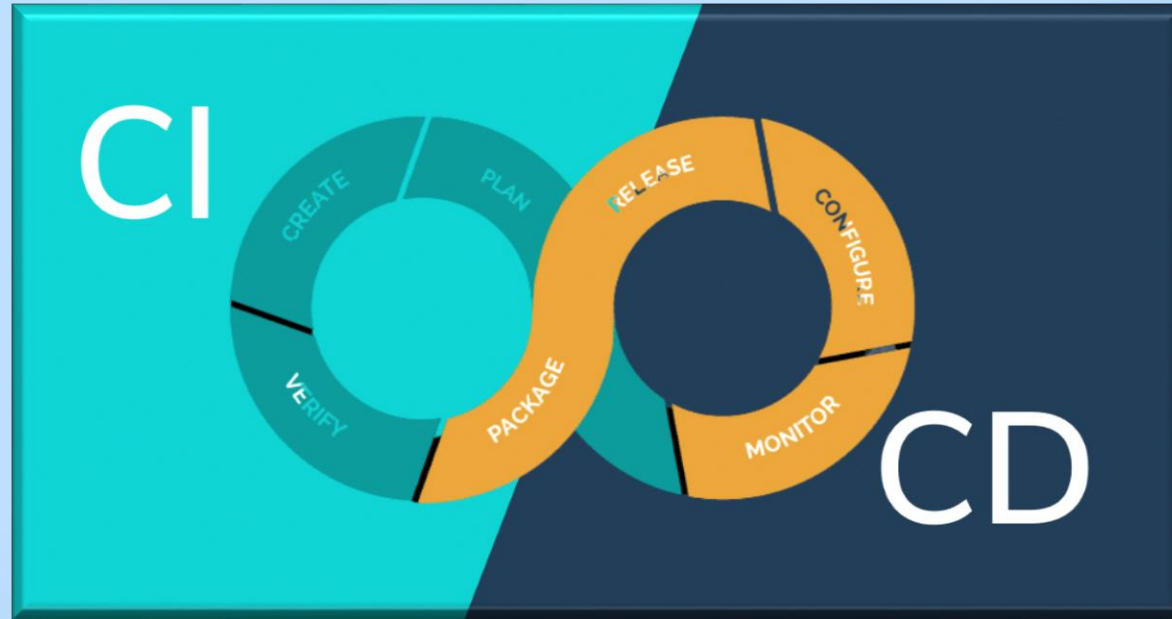 CI
CREATE
PLAN
VERIFY
PACKAGE
RELEASE
CONFIGURE
MONITOR
CD